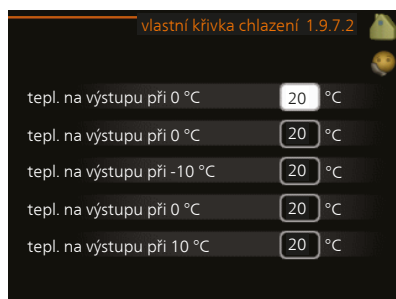 vlastní křivka chlazení 1.9.7.2
tepl. na výstupu při 0 °C 20 °C
tepl. na výstupu při 0 °C 20 °C
tepl. na výstupu při -10 °C 20 °C
tepl. na výstupu při 0 °C 20 °C
tepl. na výstupu při 10 °C 20 °C